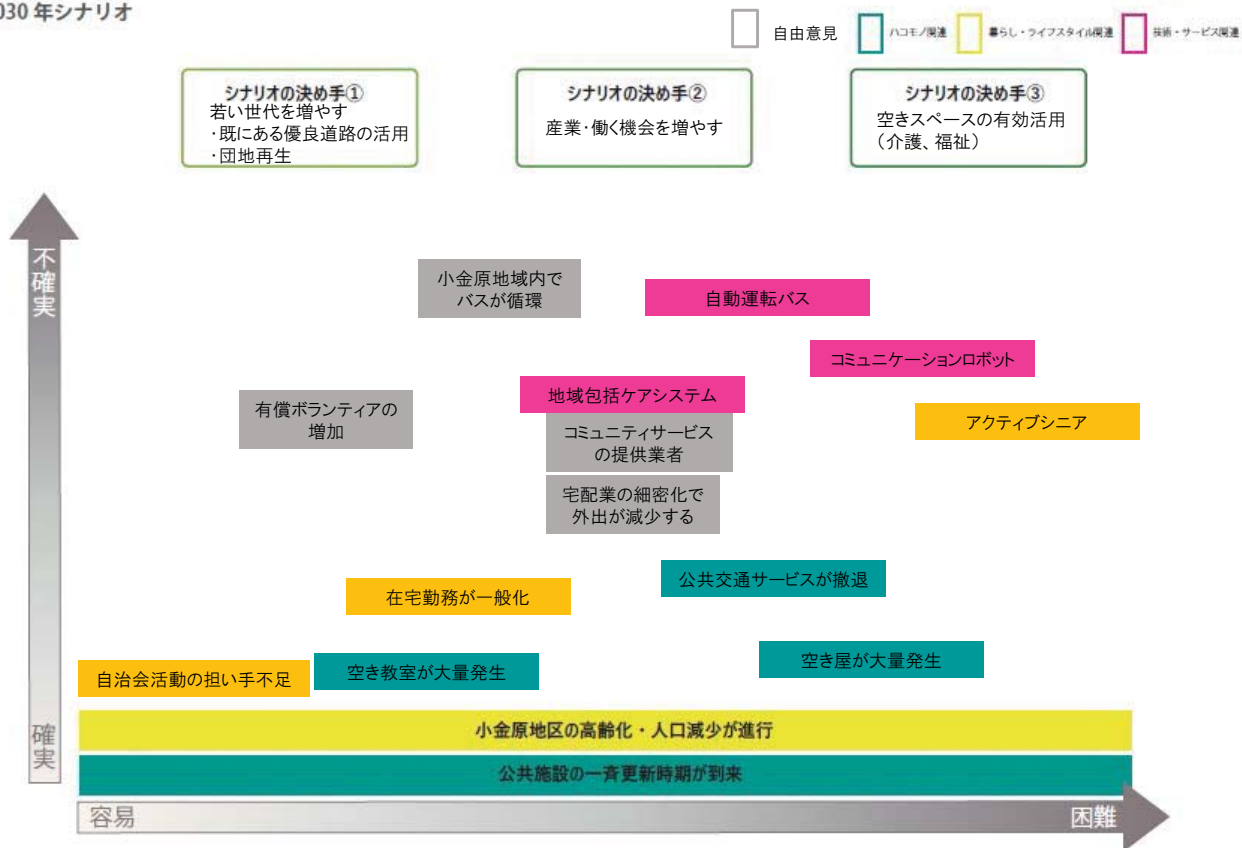 030 年シナリオ
自由意見
ハコモノ関連
暮らし・ライフスタイル関連
技術・サービス関連
シナリオの決め手①
若い世代を増やす
・既にある優良道路の活用
・団地再生
シナリオの決め手②
産業・働く機会を増やす
シナリオの決め手③
空きスペースの有効活用
（介護、福祉）
不確実
小金原地域内で
バスが循環
自動運転バス
コミュニケーションロボット
地域包括ケアシステム
有償ボランティアの
増加
アクティブシニア
コミュニティサービス
の提供業者
宅配業の細密化で
外出が減少する
公共交通サービスが撤退
在宅勤務が一般化
空き屋が大量発生
空き教室が大量発生
自治会活動の担い手不足
確実
小金原地区の高齢化・人口減少が進行
公共施設の一斉更新時期が到来
容易
困難